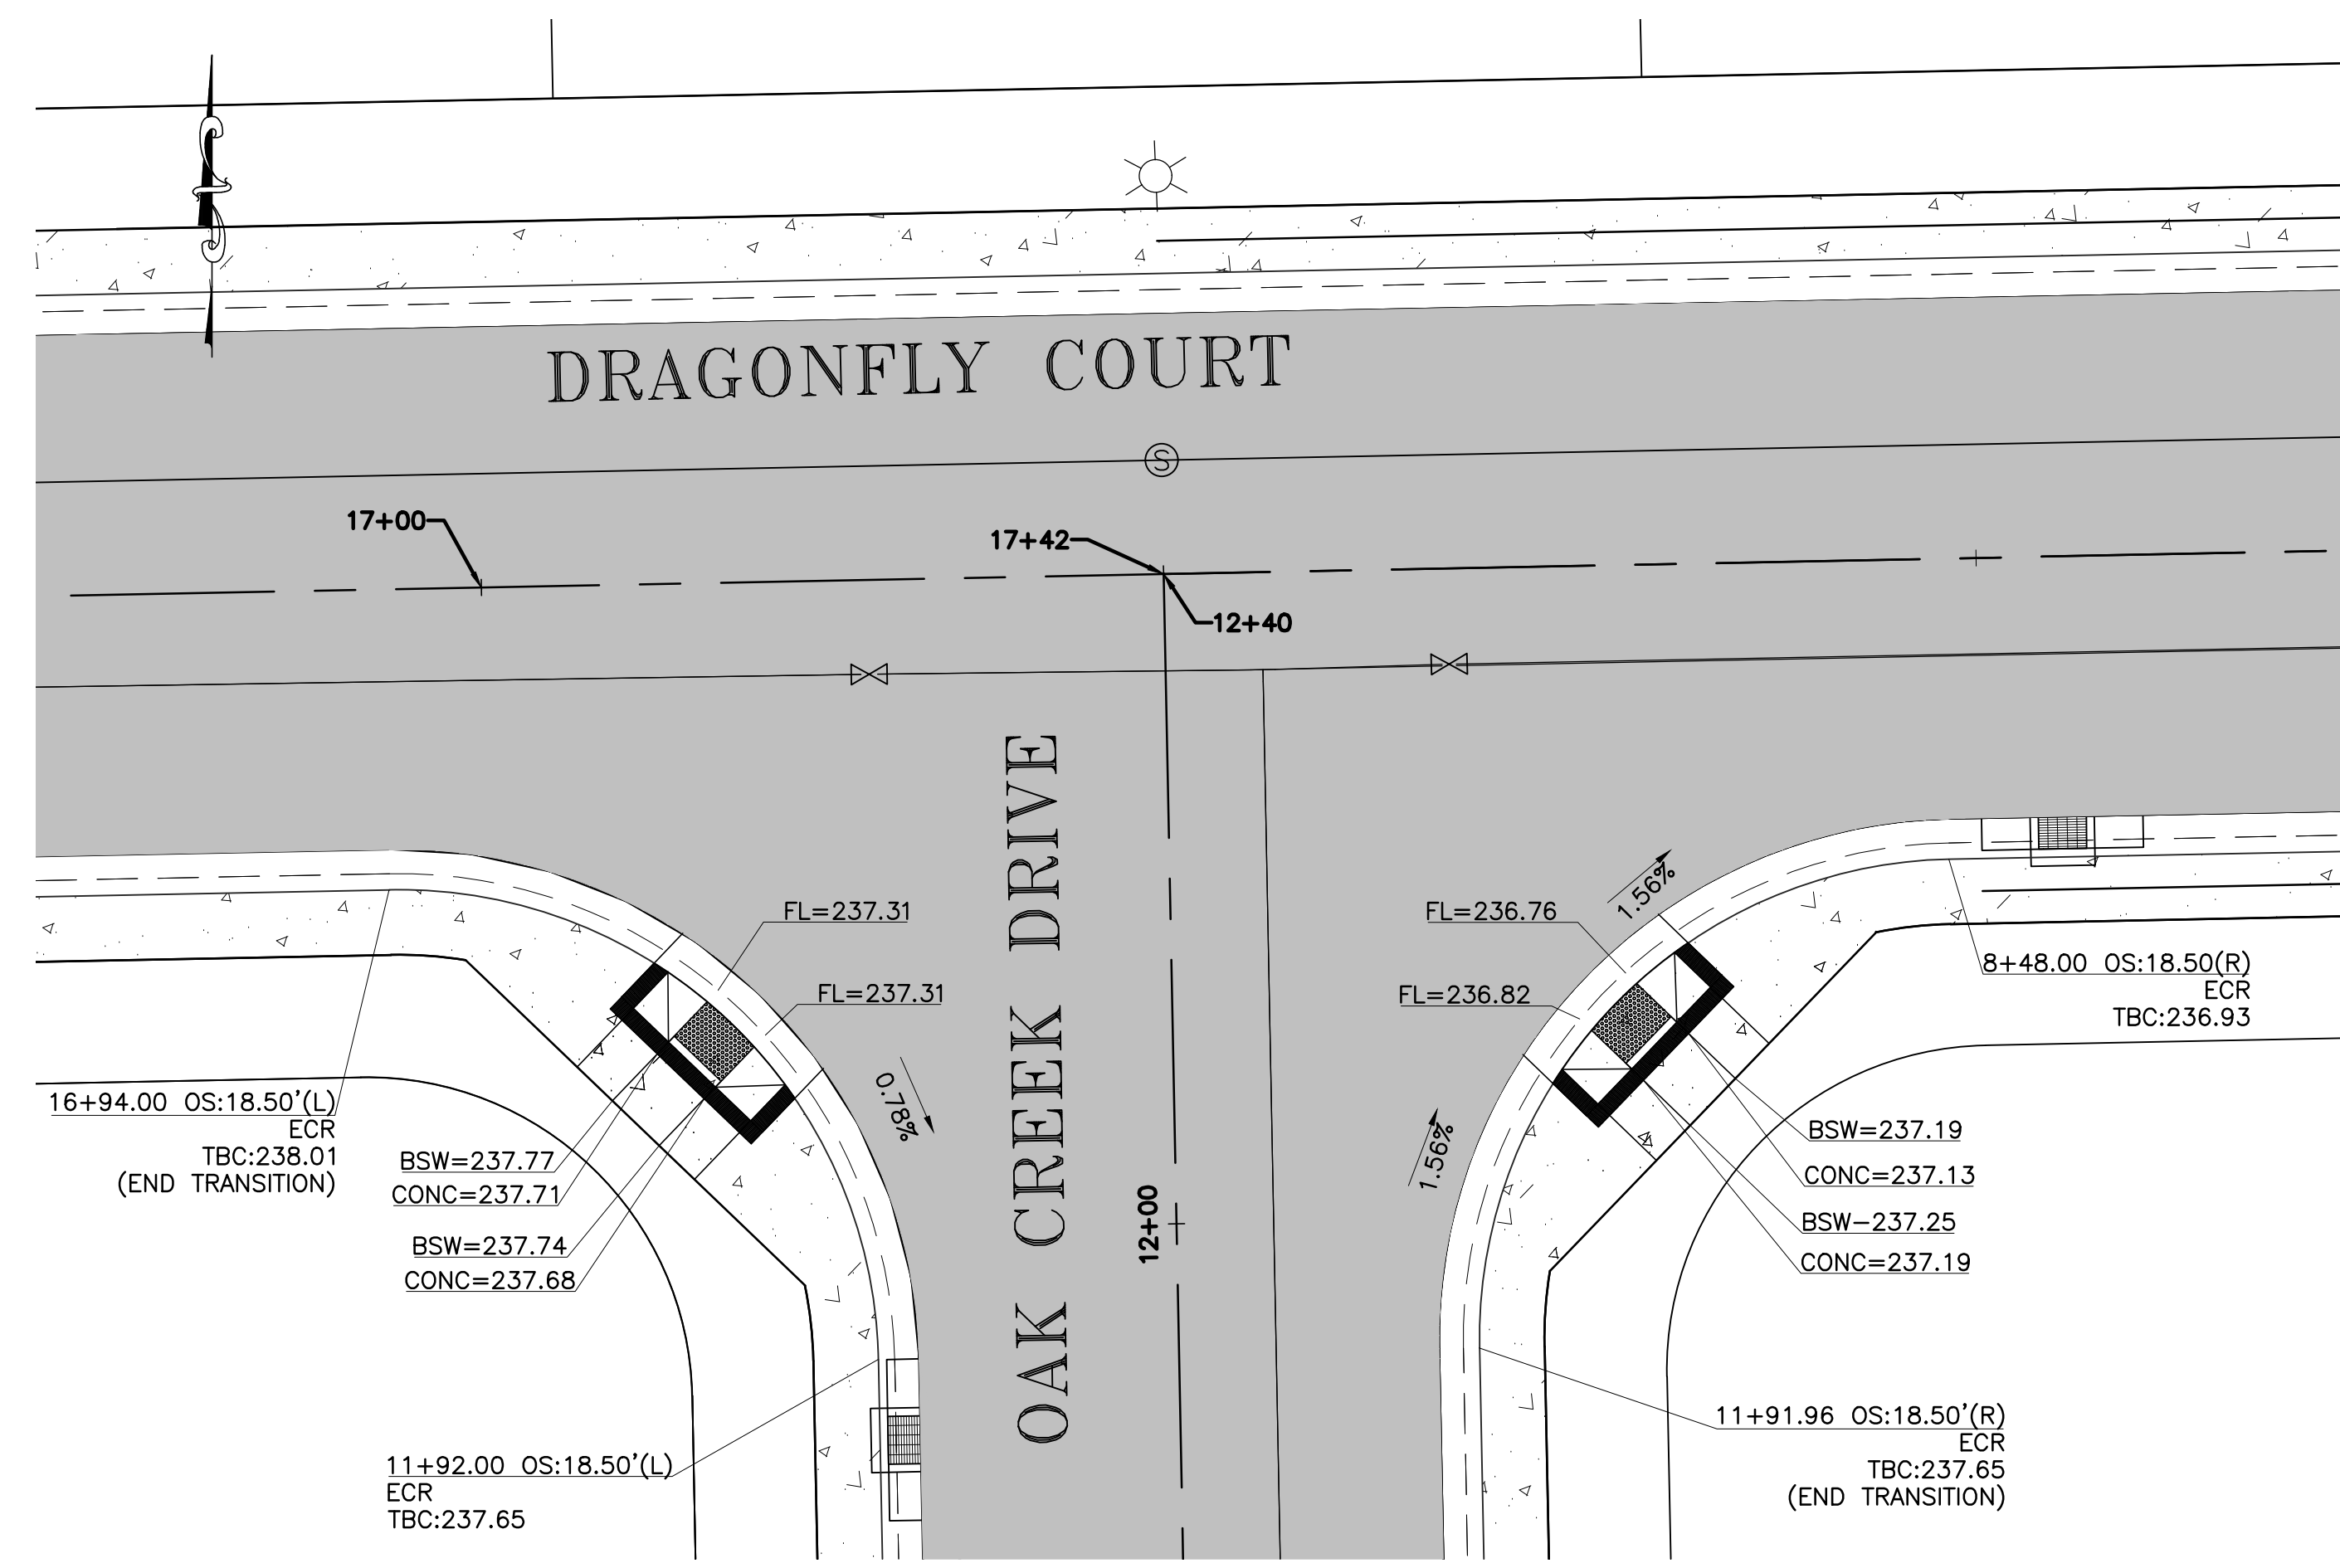 DRAGONFLY COURT
S
17+00
17+42
12+40
OAK CREEK DRIVE
12+00
FL=237.31
FL=237.31
0.78%
FL=236.76
FL=236.82
1.56%
1.56%
8+48.00 OS:18.50(R)
ECR
TBC:236.93
16+94.00 OS:18.50'(L)
ECR
TBC:238.01
(END TRANSITION)
BSW=237.77
CONC=237.71
BSW=237.74
CONC=237.68
BSW=237.19
CONC=237.13
BSW-237.25
CONC=237.19
11+92.00 OS:18.50'(L)
ECR
TBC:237.65
11+91.96 OS:18.50'(R)
ECR
TBC:237.65
(END TRANSITION)